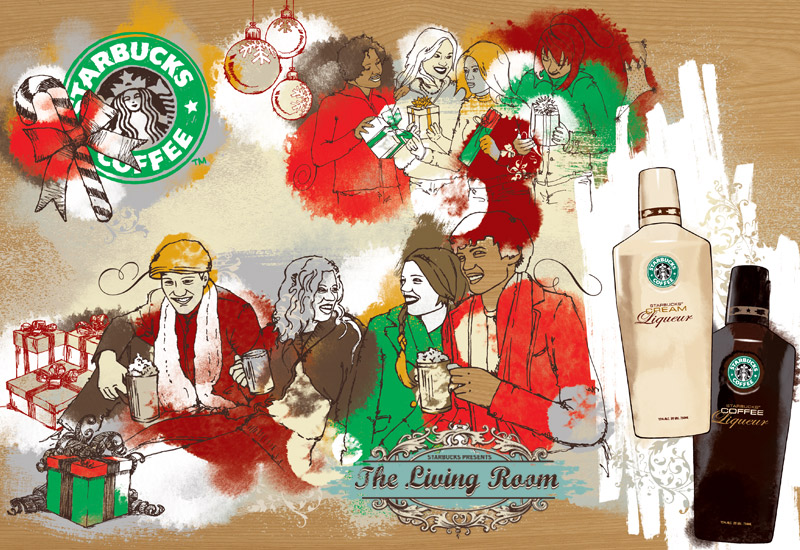 STARBUCKS
COFFEE
TM
STARBUCKS
COFFEE
STARBUCKS
CREAM
Liqueur
STARBUCKS
COFFEE
STARBUCKS
COFFEE
Liqueur
STARBUCKS PRESENTS
The Living Room